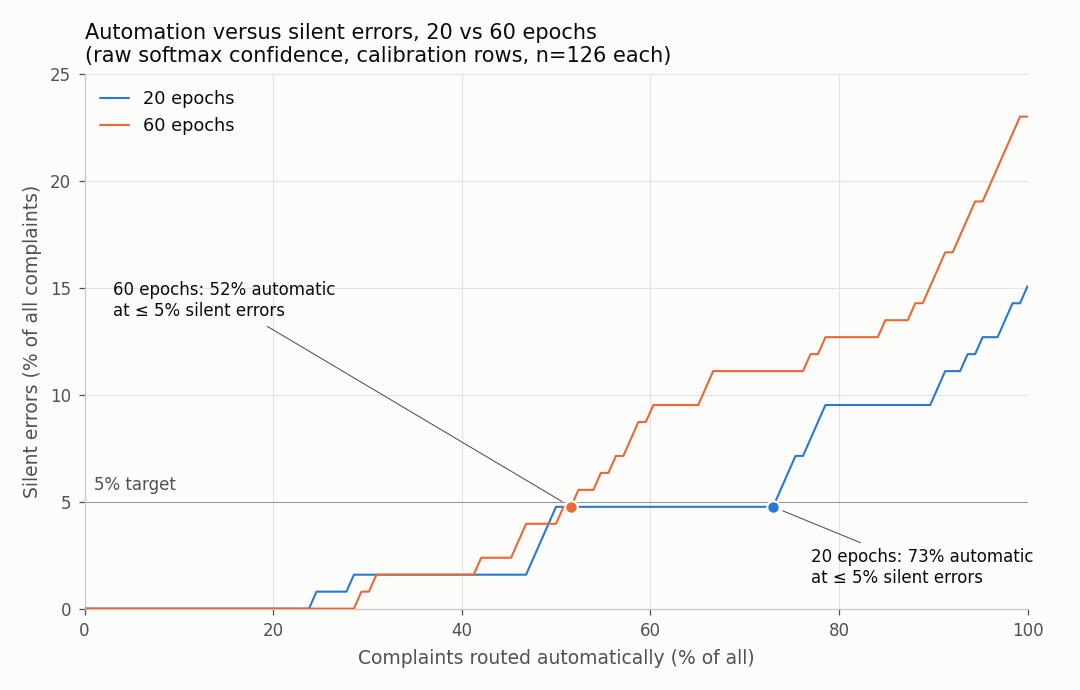 Automation versus silent errors, 20 vs 60 epochs
(raw softmax confidence, calibration rows, n=126 each)
25
20 epochs
60 epochs
20
Silent errors (% of all complaints)
60 epochs: 52% automatic
at ≤ 5% silent errors
15
10
5% target
5
20 epochs: 73% automatic
at ≤ 5% silent errors
0
0 20 40 60 80 100
Complaints routed automatically (% of all)